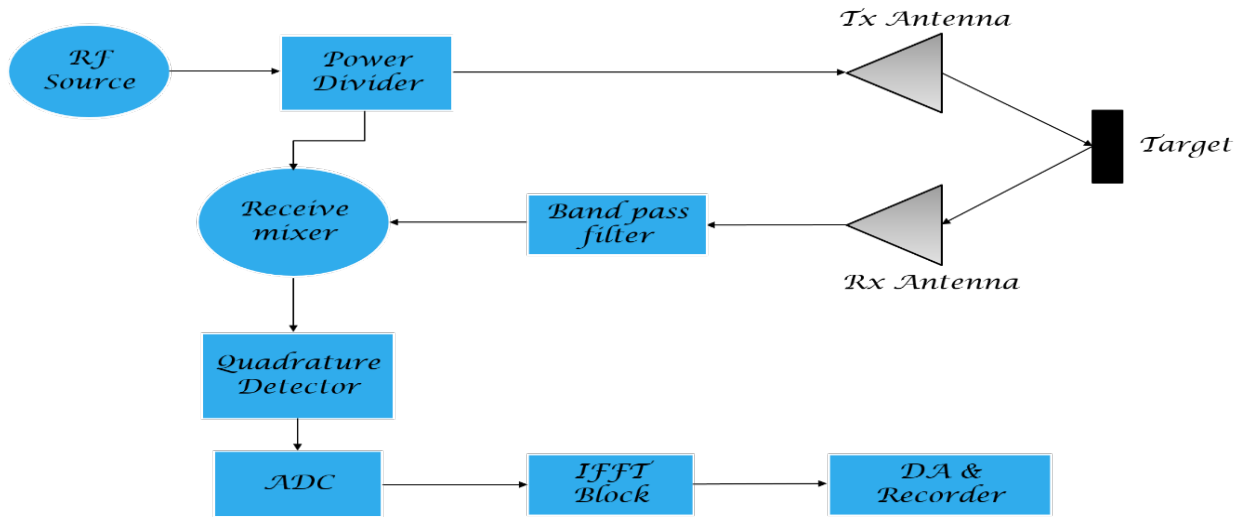 Tx Antenna
RF
Source
Power
Divider
Target
Receive
mixer
Band pass
filter
Rx Antenna
Quadrature
Detector
ADC
IFFT
Block
DA &
Recorder